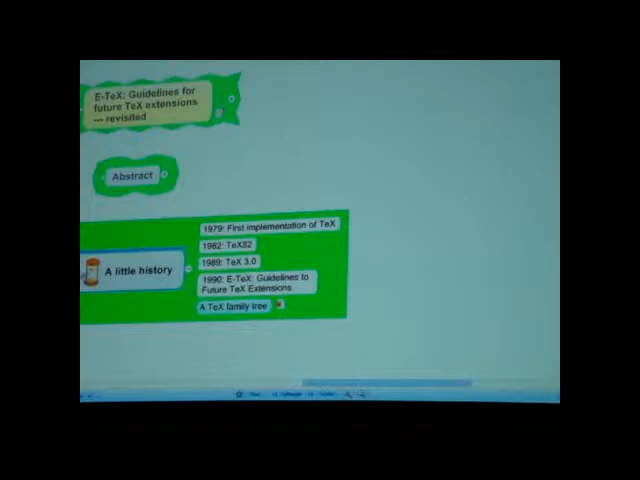 E-TeX: Guidelines for
future TeX extensions
--- revisited
Abstract
A little history
1979: First implementation of TeX
1982: TeX82
1989: TeX 3.0
1990: E-TeX: Guidelines to
Future TeX Extensions
A TeX family tree